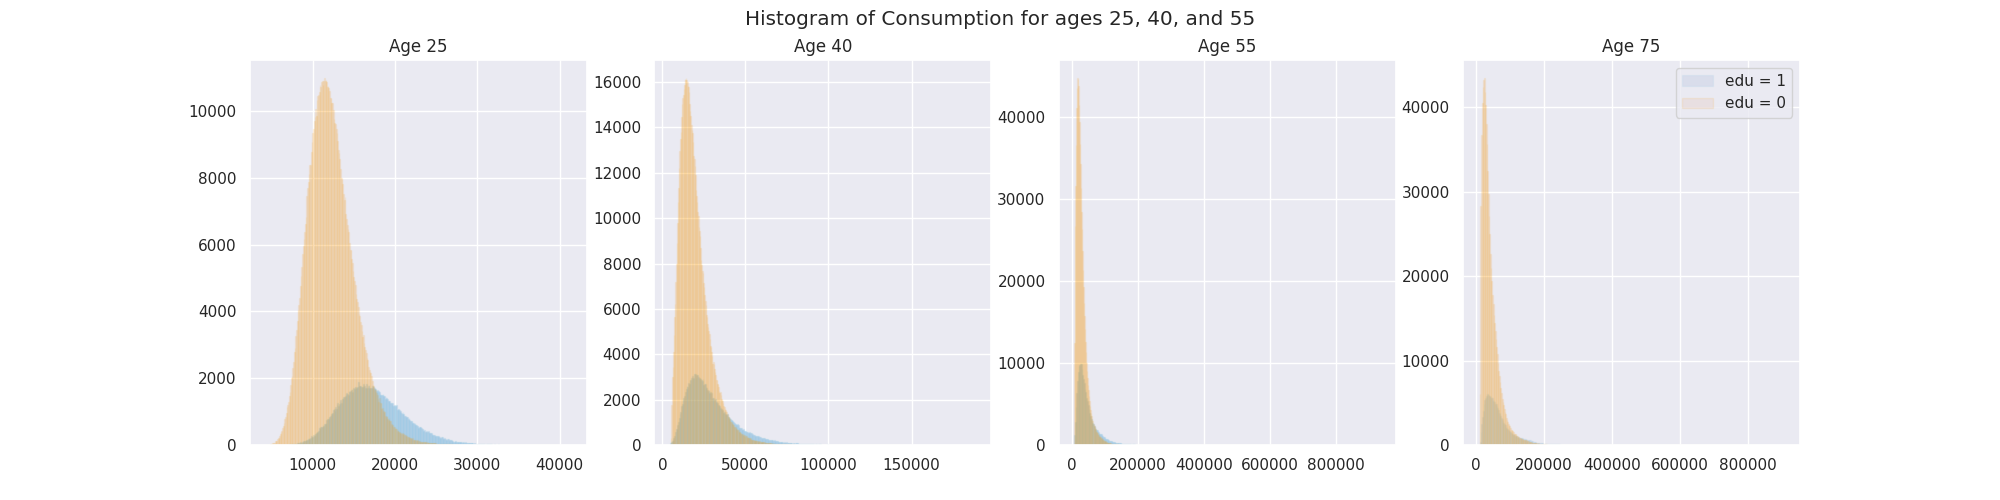 Histogram of Consumption for ages 25, 40, and 55
Age 25
10000
8000
6000
4000
2000
0
10000 20000 30000 40000
Age 40
16000
14000
12000
10000
8000
6000
4000
2000
0
0 50000 100000 150000
Age 55
40000
30000
20000
10000
0
0 200000 400000 600000 800000
Age 75
edu = 1
edu = 0
40000
30000
20000
10000
0
0 200000 400000 600000 800000